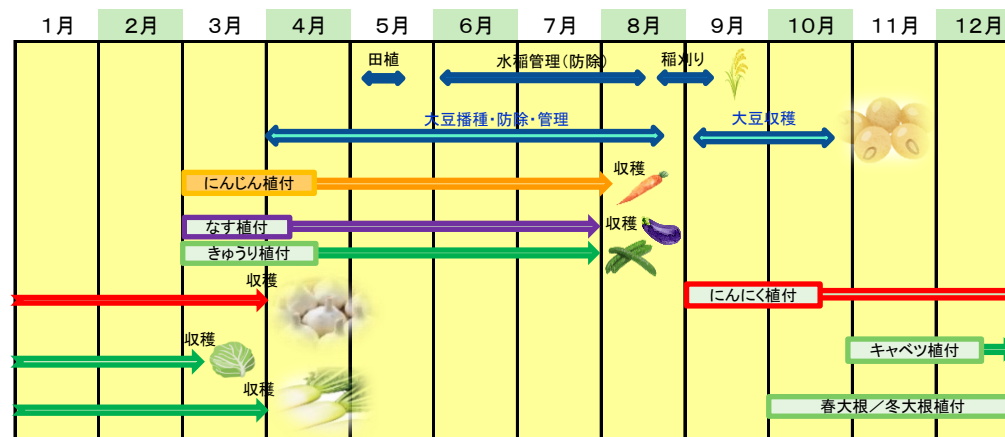 1月 2月 3月 4月 5月 6月 7月 8月 9月 10月 11月 12月
田植 水稲管理(防除) 稲刈り
大豆播種・防除・管理 大豆収穫
にんじん植付 収穫
なす植付 収穫
きゅうり植付
収穫 にんにく植付
収穫 キャベツ植付
収穫 春大根/冬大根植付